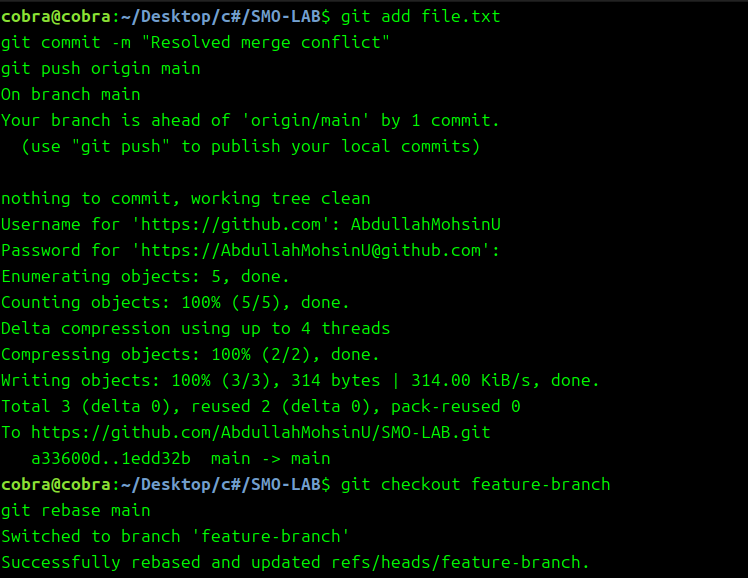 cobra@cobra:~/Desktop/c#/SMO-LAB$ git add file.txt
git commit -m "Resolved merge conflict"
git push origin main
On branch main
Your branch is ahead of 'origin/main' by 1 commit.
  (use "git push" to publish your local commits)

nothing to commit, working tree clean
Username for 'https://github.com': AbdullahMohsinU
Password for 'https://AbdullahMohsinU@github.com':
Enumerating objects: 5, done.
Counting objects: 100% (5/5), done.
Delta compression using up to 4 threads
Compressing objects: 100% (2/2), done.
Writing objects: 100% (3/3), 314 bytes | 314.00 KiB/s, done.
Total 3 (delta 0), reused 2 (delta 0), pack-reused 0
To https://github.com/AbdullahMohsinU/SMO-LAB.git
   a33600d..1edd32b  main -> main
cobra@cobra:~/Desktop/c#/SMO-LAB$ git checkout feature-branch
git rebase main
Switched to branch 'feature-branch'
Successfully rebased and updated refs/heads/feature-branch.